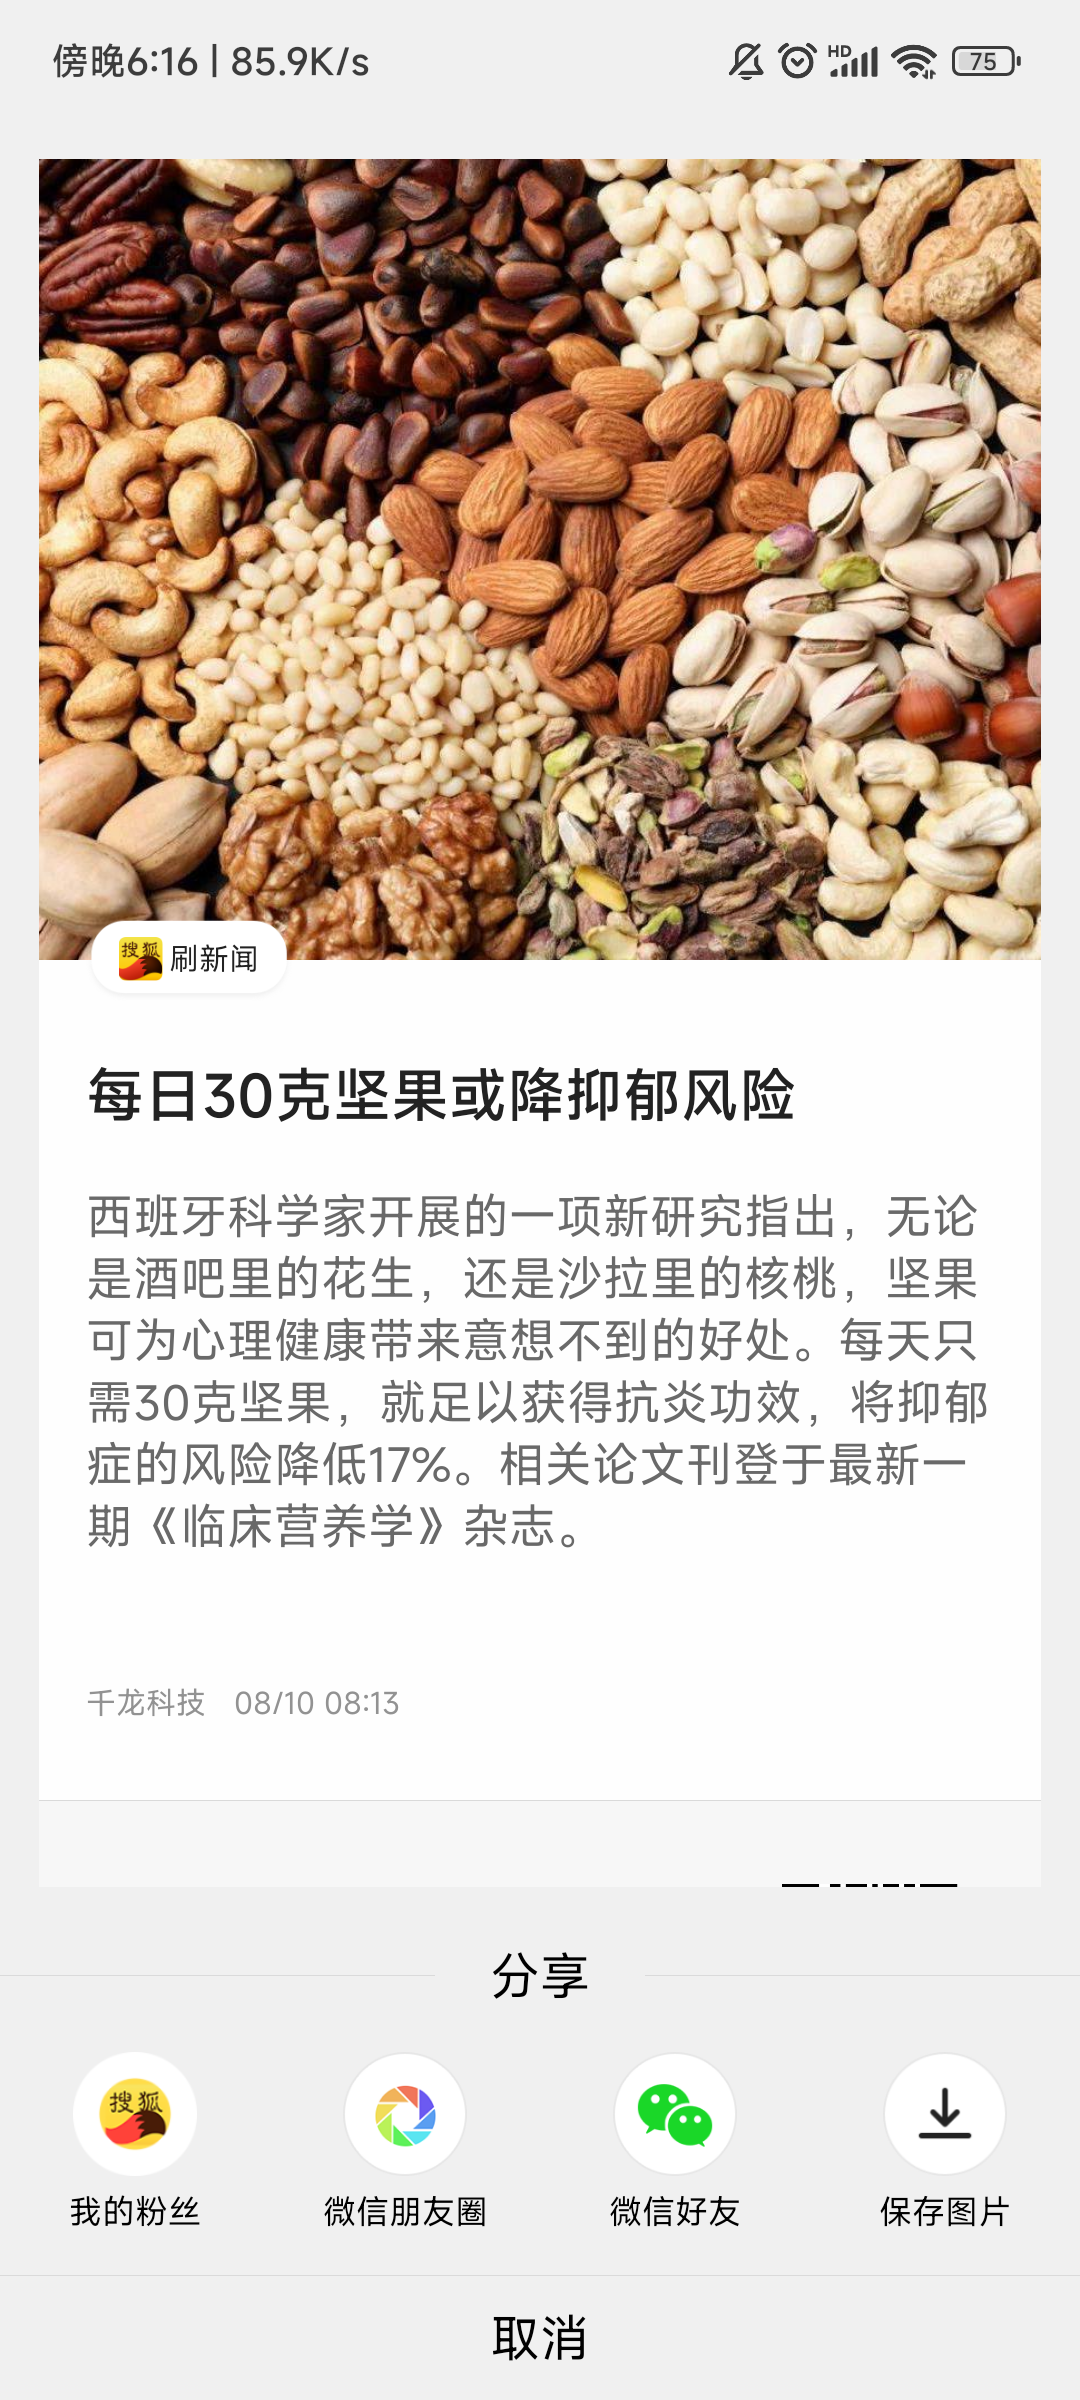 傍晚6:16 | 85.9K/s
HD
75
搜狐 刷新闻
每日30克坚果或降抑郁风险
西班牙科学家开展的一项新研究指出，无论
是酒吧里的花生，还是沙拉里的核桃，坚果
可为心理健康带来意想不到的好处。每天只
需30克坚果，就足以获得抗炎功效，将抑郁
症的风险降低17%。相关论文刊登于最新一
期《临床营养学》杂志。
千龙科技 08/10 08:13
分享
搜狐
我的粉丝 微信朋友圈 微信好友 保存图片
取消